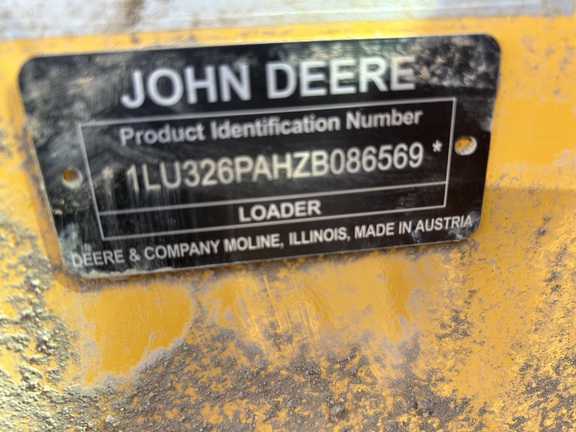 JOHN DEERE
Product Identification Number
* 1LU326PAHZB086569 *
LOADER
DEERE & COMPANY MOLINE, ILLINOIS, MADE IN AUSTRIA